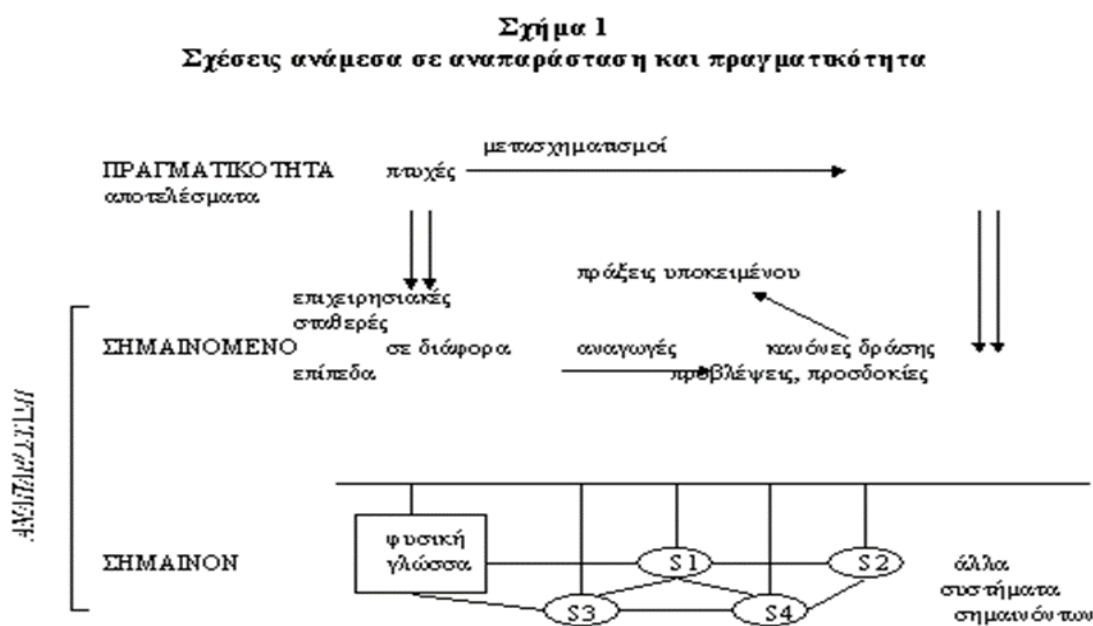 Σχήμα 1
Σχέσεις ανάμεσα σε αναπαράσταση και πραγματικότητα
μετασχηματισμοί
ΠΡΑΓΜΑΤΙΚΟΤΗΤΑ πτυχές
αποτελέσματα
πράξεις υποκειμένου
επιχειρησιακές
σταθερές
ΣΗΜΑΙΝΟΜΕΝΟ σε διάφορα αναγωγές κανόνες δράσης
επίπεδα προβλέψεις, προσδοκίες
φυσική
ΣΗΜΑΙΝΟΝ γλώσσα S1 S2 άλλα
συστήματα
S3 S4 σημαινόντων